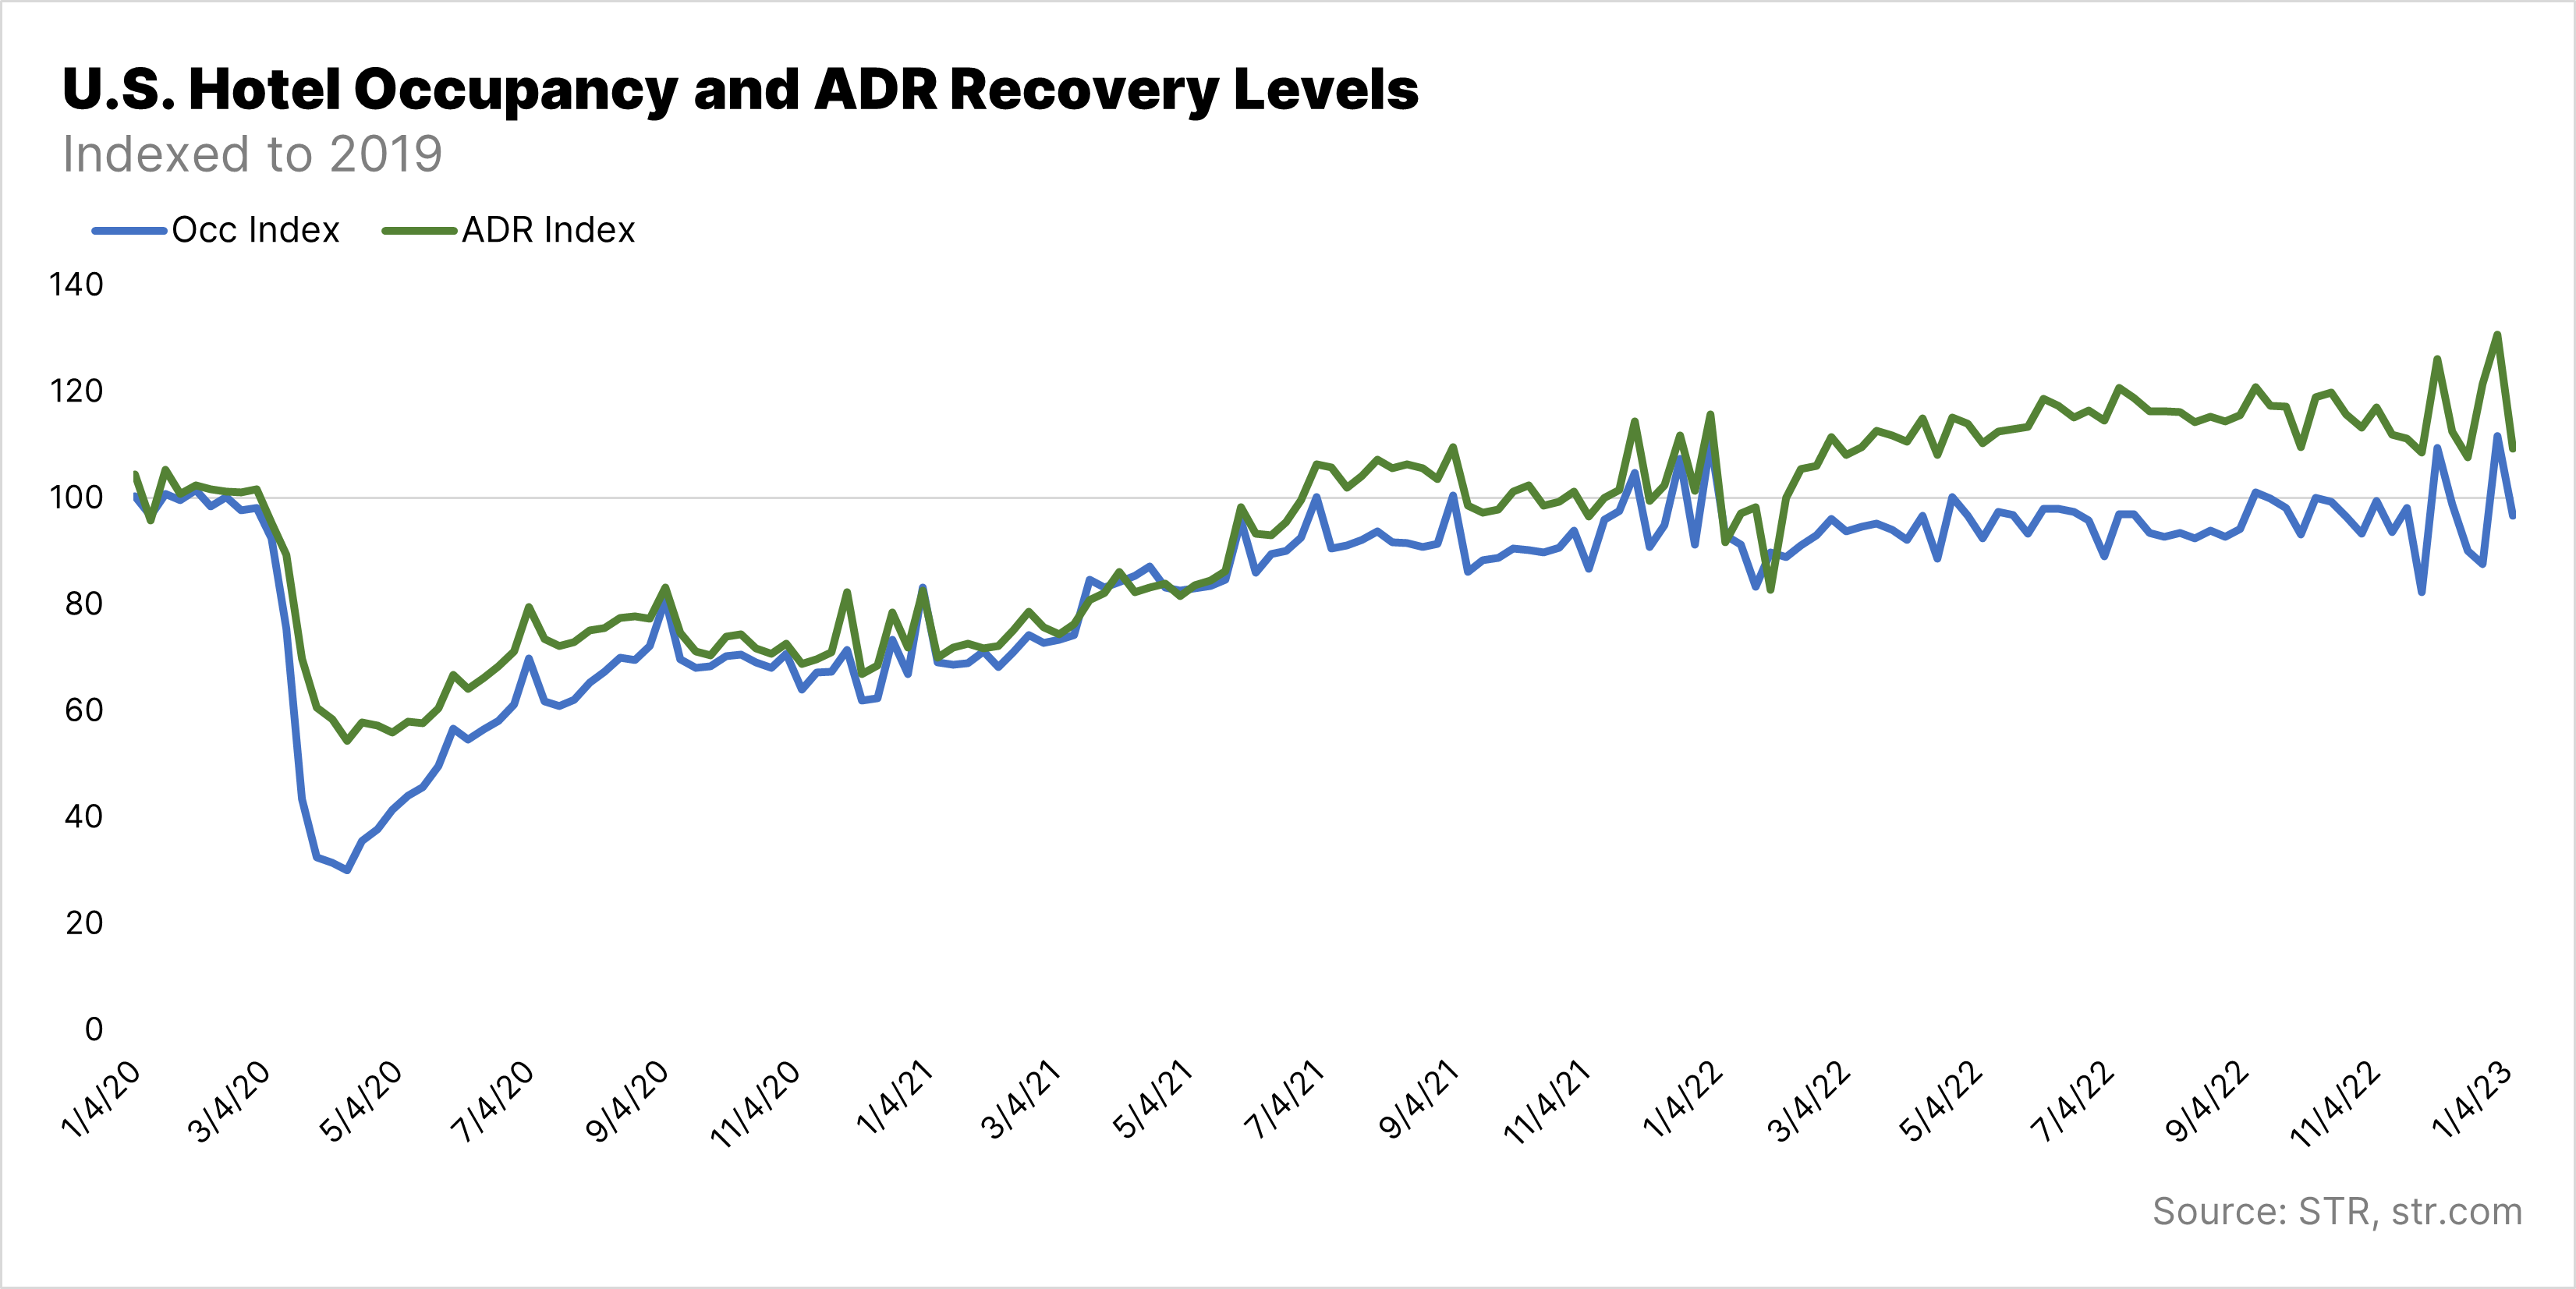 U.S. Hotel Occupancy and ADR Recovery Levels
Indexed to 2019
Occ Index ADR Index
140
120
100
80
60
40
20
0
1/4/20 3/4/20 5/4/20 7/4/20 9/4/20 11/4/20 1/4/21 3/4/21 5/4/21 7/4/21 9/4/21 11/4/21 1/4/22 3/4/22 5/4/22 7/4/22 9/4/22 11/4/22 1/4/23
Source: STR, str.com